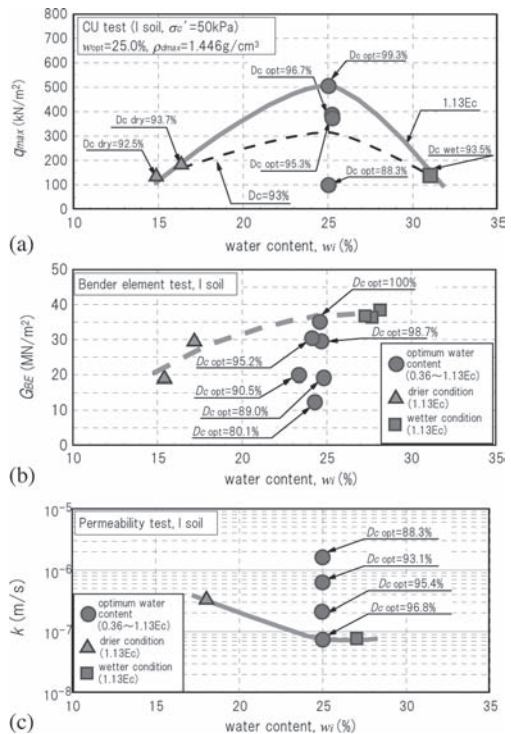 CU test (I soil, σc'=50kPa)
wopt=25.0%, ρdmax=1.446g/cm³
800
700
600
500
400
300
200
100
0
qmax(kN/m²)
Dc opt=96.7%
Dc opt=99.3%
1.13Ec
Dc dry=93.7%
Dc dry=92.5%
Dc opt=95.3%
Dc opt=88.3%
Dc wet=93.5%
Dc=93%
10 15 20 25 30 35
(a)
water content, wi(%)
Bender element test, I soil
50
40
30
20
10
0
GBE (MN/m²)
Dc opt=100%
Dc opt=98.7%
Dc opt=95.2%
Dc opt=90.5%
Dc opt=89.0%
Dc opt=80.1%
optimum water
content
(0.36~1.13Ec)
drier condition
(1.13Ec)
wetter condition
(1.13Ec)
10 15 20 25 30 35
(b)
water content, wi(%)
Permeability test, I soil
10⁻⁵
10⁻⁶
10⁻⁷
10⁻⁸
k (m/s)
Dc opt=88.3%
Dc opt=93.1%
Dc opt=95.4%
Dc opt=96.8%
optimum water
content
(0.36~1.13Ec)
drier condition
(1.13Ec)
wetter condition
(1.13Ec)
10 15 20 25 30 35
(c)
water content, wi(%)